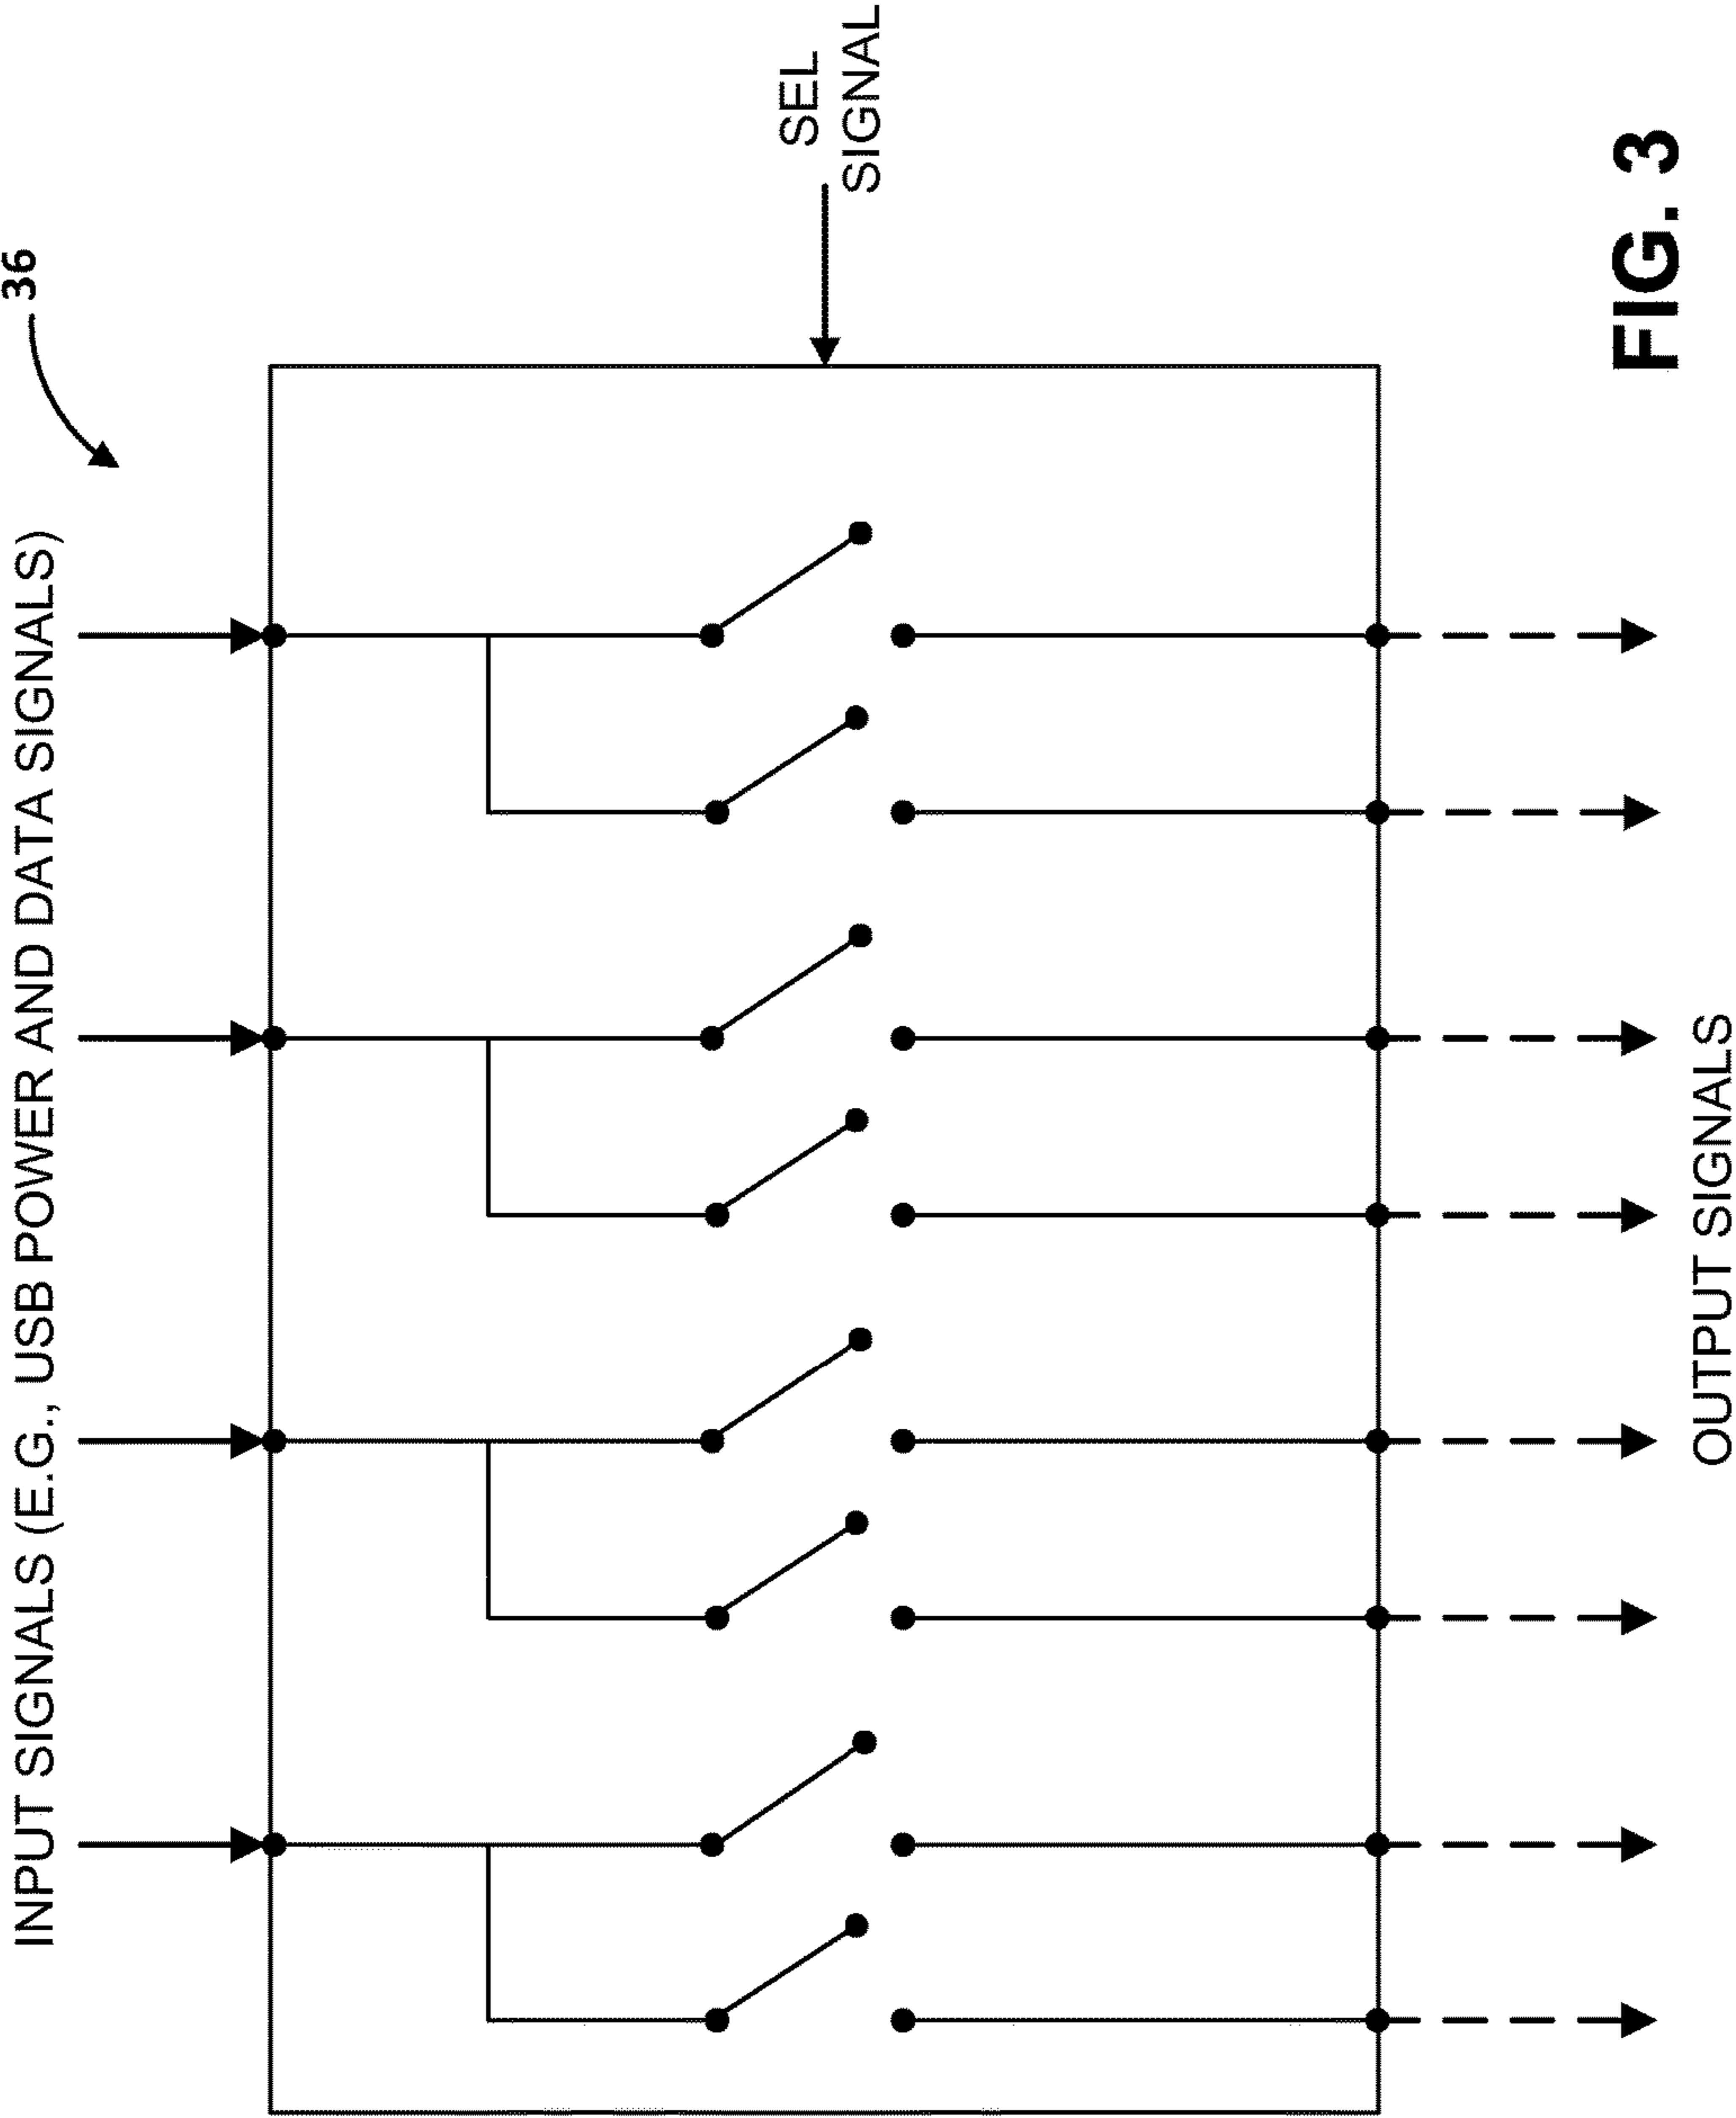 36
INPUT SIGNALS (E.G., USB POWER AND DATA SIGNALS)
SEL
SIGNAL
OUTPUT SIGNALS
FIG. 3